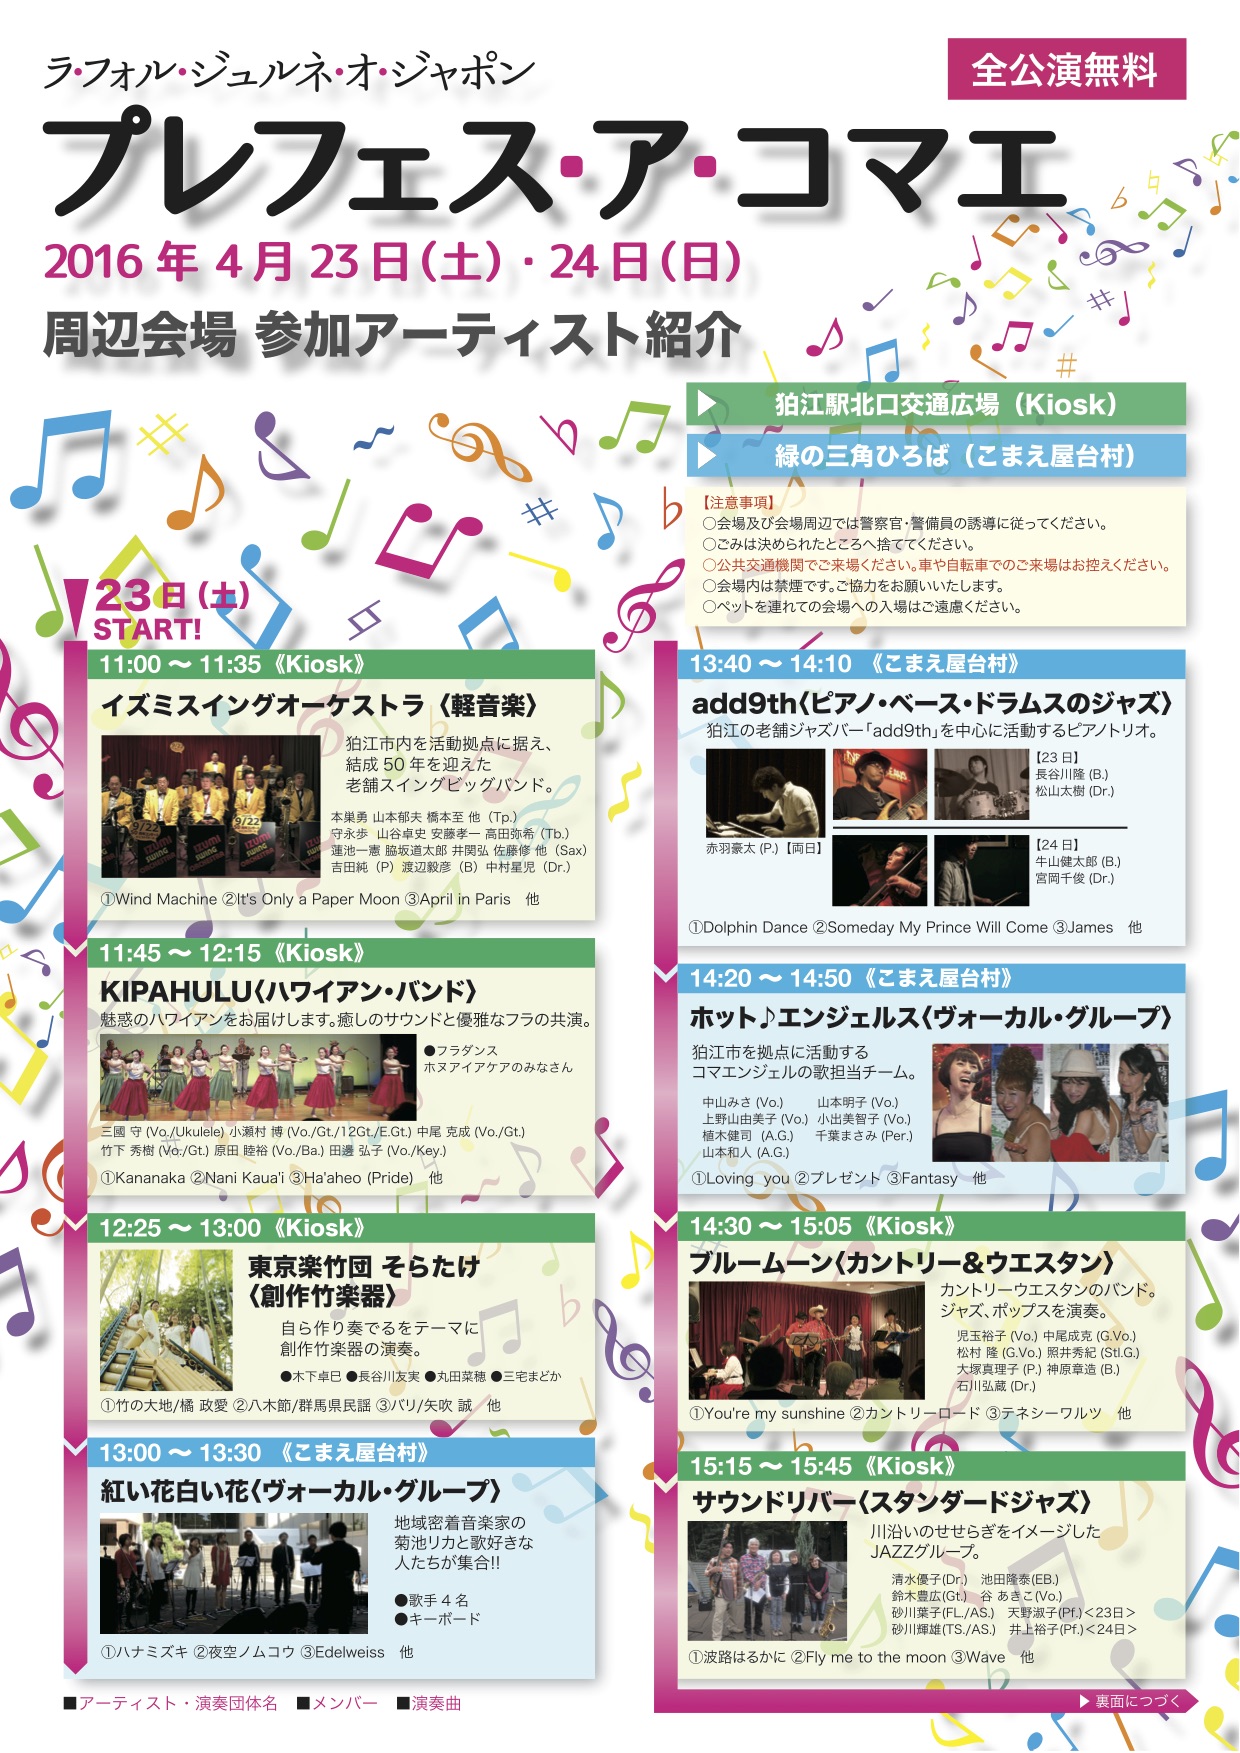 ラ・フォル・ジュルネ・オ・ジャポン
全公演無料
プレフェス・ア・コマエ
2016年 4月 23日(土)・24日(日)
周辺会場 参加アーティスト紹介
狛江駅北口交通広場（Kiosk）
緑の三角ひろば（こまえ屋台村）
【注意事項】
○会場及び会場周辺では警察官・警備員の誘導に従ってください。
○ごみは決められたところへ捨ててください。
○公共交通機関でご来場ください。車や自転車でのご来場はお控えください。
○会場内は禁煙です。ご協力をお願いいたします。
○ペットを連れての会場への入場はご遠慮ください。
23日(土)
START!
11:00 ～ 11:35《Kiosk》
イズミスイングオーケストラ〈軽音楽〉
狛江市内を活動拠点に据え、
結成 50 年を迎えた
老舗スイングビッグバンド。
本巣勇 山本郁夫 橋本至 他（Tp.）
守永歩 山谷卓史 安藤孝一 高田弥希（Tb.）
蓮池一憲 脇坂道太郎 井関弘 佐藤修 他（Sax）
吉田純（P）渡辺毅彦（B）中村星児（Dr.）
①Wind Machine ②It's Only a Paper Moon ③April in Paris 他
11:45 ～ 12:15《Kiosk》
KIPAHULU〈ハワイアン・バンド〉
魅惑のハワイアンをお届けします。癒しのサウンドと優雅なフラの共演。
●フラダンス
ホヌアイアケアのみなさん
三國 守 (Vo./Ukulele) 小瀬村 博 (Vo./Gt./12Gt./E.Gt.) 中尾 克成 (Vo./Gt.)
竹下 秀樹 (Vo./Gt.) 原田 睦裕 (Vo./Ba.) 田邊 弘子 (Vo./Key.)
①Kananaka ②Nani Kaua'i ③Ha'aheo (Pride) 他
12:25 ～ 13:00《Kiosk》
東京楽竹団 そらたけ
〈創作竹楽器〉
自ら作り奏でるをテーマに
創作竹楽器の演奏。
●木下卓巳 ●長谷川友実 ●丸田菜穂 ●三宅まどか
①竹の大地/橘 政愛 ②八木節/群馬県民謡 ③バリ/矢吹 誠 他
13:00 ～ 13:30 《こまえ屋台村》
紅い花白い花〈ヴォーカル・グループ〉
地域密着音楽家の
菊池リカと歌好きな
人たちが集合!!
●歌手 4 名
●キーボード
①ハナミズキ ②夜空ノムコウ ③Edelweiss 他
■アーティスト・演奏団体名 ■メンバー ■演奏曲
13:40 ～ 14:10 《こまえ屋台村》
add9th〈ピアノ・ベース・ドラムスのジャズ〉
狛江の老舗ジャズバー「add9th」を中心に活動するピアノトリオ。
【23 日】
長谷川隆 (B.)
松山太樹 (Dr.)
赤羽豪太 (P.)【両日】
【24 日】
牛山健太郎 (B.)
宮岡千俊 (Dr.)
①Dolphin Dance ②Someday My Prince Will Come ③James 他
14:20 ～ 14:50《こまえ屋台村》
ホット♪エンジェルス〈ヴォーカル・グループ〉
狛江市を拠点に活動する
コマエンジェルの歌担当チーム。
中山みさ (Vo.) 山本明子 (Vo.)
上野山由美子 (Vo.) 小出美智子 (Vo.)
植木健司 (A.G.) 千葉まさみ (Per.)
山本和人 (A.G.)
①Loving you ②プレゼント ③Fantasy 他
14:30 ～ 15:05《Kiosk》
ブルームーン〈カントリー&ウエスタン〉
カントリーウエスタンのバンド。
ジャズ、ポップスを演奏。
児玉裕子 (Vo.) 中尾成克 (G.Vo.)
松村 隆 (G.Vo.) 照井秀紀 (Stl.G.)
大塚真理子 (P.) 神原章造 (B.)
石川弘蔵 (Dr.)
①You're my sunshine ②カントリーロード ③テネシーワルツ 他
15:15 ～ 15:45《Kiosk》
サウンドリバー〈スタンダードジャズ〉
川沿いのせせらぎをイメージした
JAZZグループ。
清水優子(Dr.) 池田隆泰(EB.)
鈴木豊広(Gt.) 谷 あきこ(Vo.)
砂川葉子(FL./AS.) 天野淑子(Pf.)<23日>
砂川輝雄(TS./AS.) 井上裕子(Pf.)<24日>
①波路はるかに ②Fly me to the moon ③Wave 他
▶裏面につづく